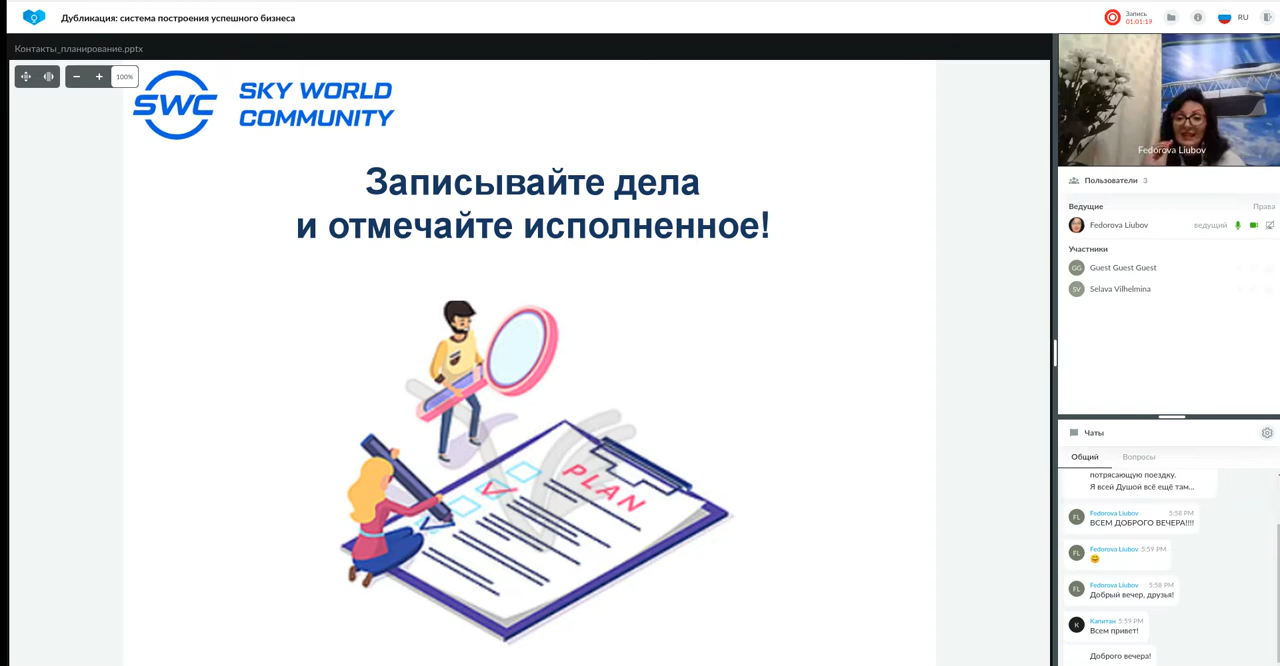 Дубликация: система построения успешного бизнеса
Запись
01:01:19
RU
Контакты_планирование.pptx
100%
SWC
SKY WORLD
COMMUNITY
Записывайте дела
и отмечайте исполненное!
PLAN
Fedorova Liubov
Пользователи 3
Ведущие Права
Fedorova Liubov ведущий
Участники
GG Guest Guest Guest
SV Selava Vilhelmina
Чаты
Общий Вопросы
потрясающую поездку.
Я всей Душой всё ещё там...
Fedorova Liubov 5:58 PM
FL ВСЕМ ДОБРОГО ВЕЧЕРА!!!!
Fedorova Liubov 5:59 PM
FL 😊
Fedorova Liubov 5:58 PM
FL Добрый вечер, друзья!
Капитан 5:59 PM
К Всем привет!
Доброго вечера!